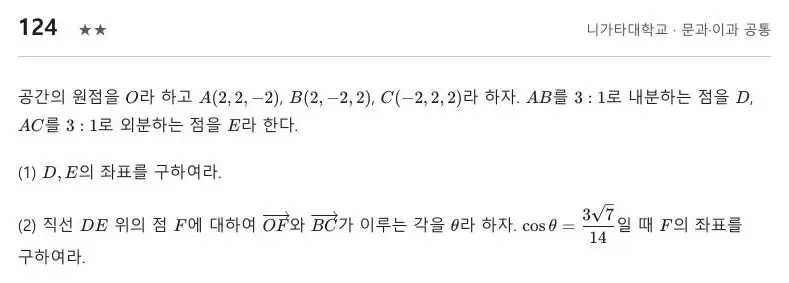 124 ★★
니가타대학교 · 문과·이과 공통
공간의 원점을 O라 하고 A(2, 2, −2), B(2, −2, 2), C(−2, 2, 2)라 하자. AB를 3 : 1로 내분하는 점을 D,
AC를 3 : 1로 외분하는 점을 E라 한다.
(1) D, E의 좌표를 구하여라.
(2) 직선 DE 위의 점 F에 대하여 $\overrightarrow{OF}$와 $\overrightarrow{BC}$가 이루는 각을 θ라 하자. $\cos\theta = \frac{3\sqrt{7}}{14}$일 때 F의 좌표를
구하여라.